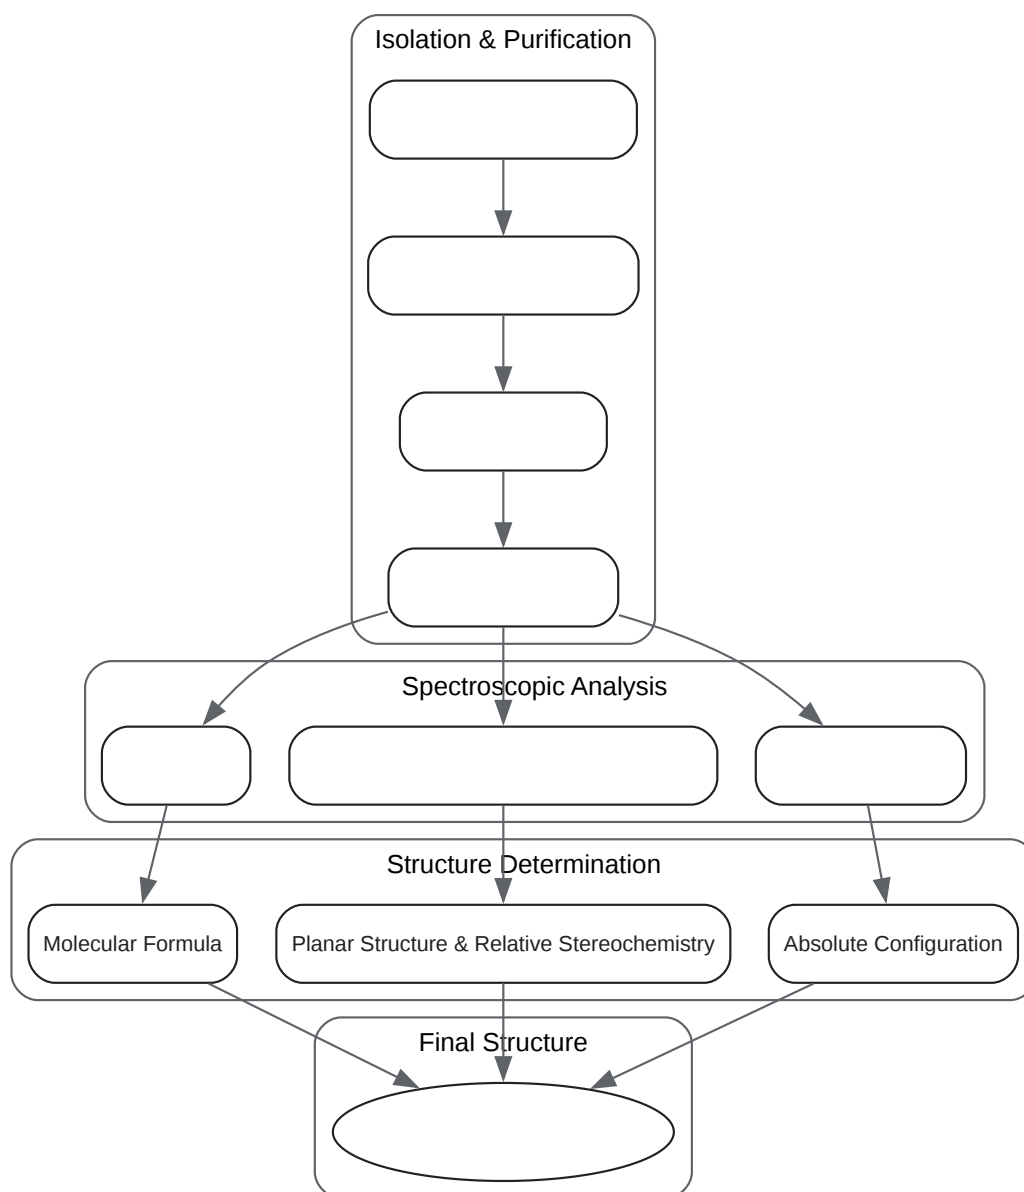 Isolation & Purification
Spectroscopic Analysis
Structure Determination
Molecular Formula
Planar Structure & Relative Stereochemistry
Absolute Configuration
Final Structure